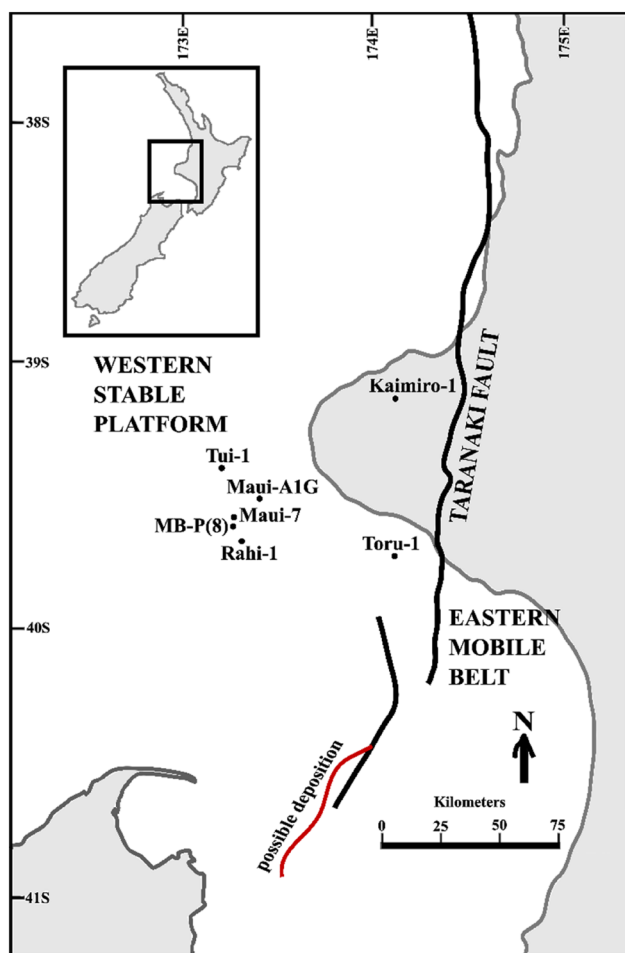 173E
174E
175E
38S
39S
WESTERN
STABLE
PLATFORM
Kaimiro-1
TARANAKI FAULT
Tui-1
Maui-A1G
Maui-7
MB-P(8)
Rahi-1
Toru-1
40S
EASTERN
MOBILE
BELT
N
possible deposition
Kilometers
0 25 50 75
41S